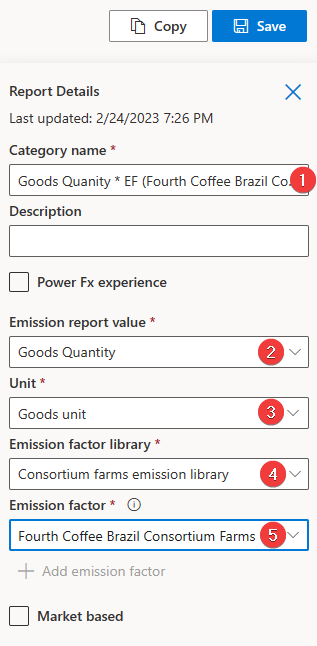 Copy
Save
Report Details
Last updated: 2/24/2023 7:26 PM
Category name *
Goods Quanity * EF (Fourth Coffee Brazil Co... 1
Description
Power Fx experience
Emission report value *
Goods Quantity 2
Unit *
Goods unit 3
Emission factor library *
Consortium farms emission library 4
Emission factor *
Fourth Coffee Brazil Consortium Farms 5
Add emission factor
Market based